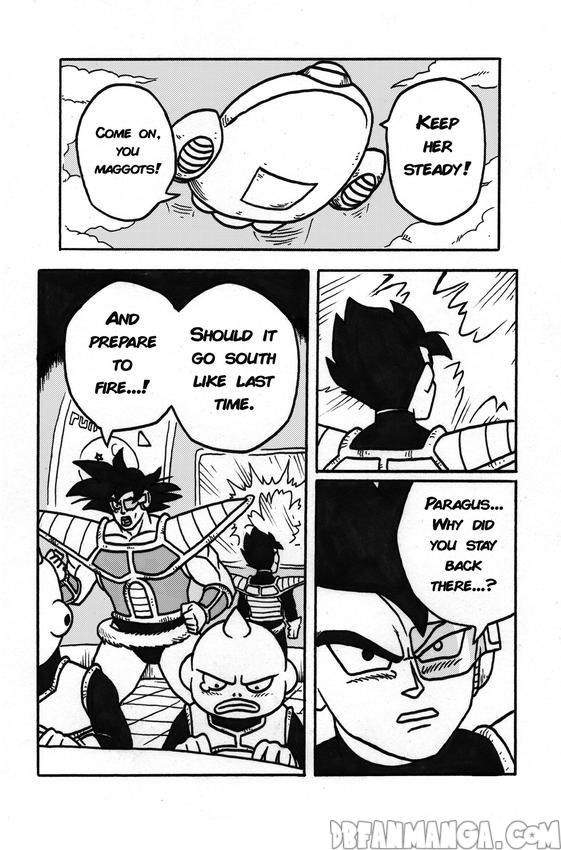 Keep
her
steady!
Come on,
you
maggots!
Should it
go south
like last
time.
And
prepare
to
fire...!
Paragus...
Why did
you stay
back
there...?
DBFANMANGA.COM